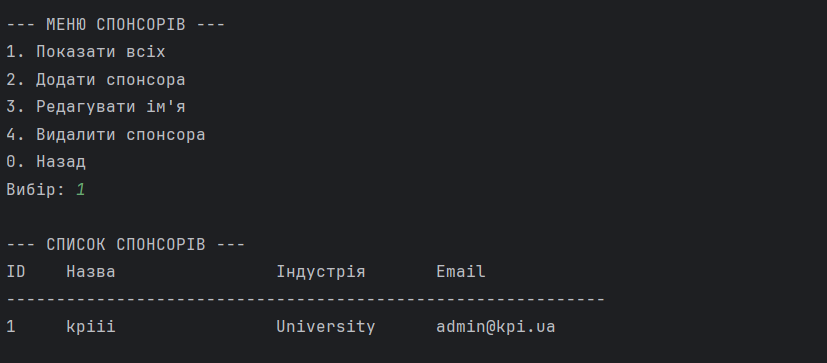 --- МЕНЮ СПОНСОРІВ ---
1. Показати всіх
2. Додати спонсора
3. Редагувати ім'я
4. Видалити спонсора
0. Назад
Вибір: 1

--- СПИСОК СПОНСОРІВ ---
ID    Назва                Індустрія       Email
------------------------------------------------------------
1     kpiii                University      admin@kpi.ua